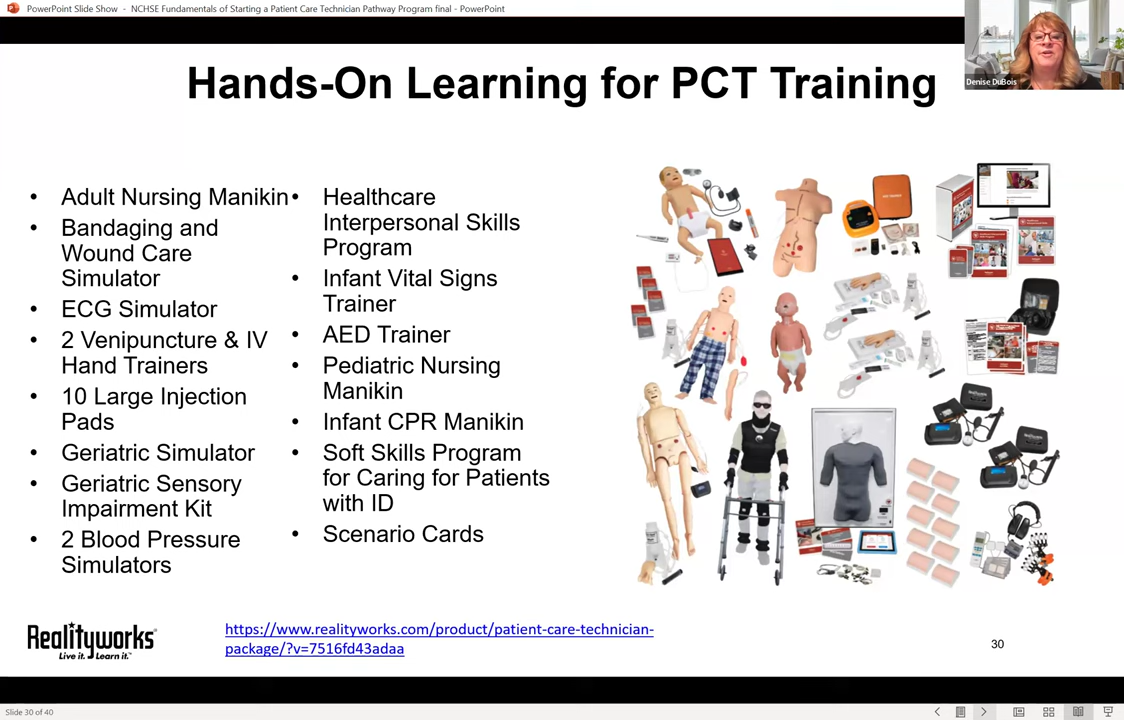 PowerPoint Slide Show - NCHSE Fundamentals of Starting a Patient Care Technician Pathway Program final - PowerPoint
Denise DuBois
Hands-On Learning for PCT Training
• Adult Nursing Manikin
• Bandaging and
Wound Care
Simulator
• ECG Simulator
• 2 Venipuncture & IV
Hand Trainers
• 10 Large Injection
Pads
• Geriatric Simulator
• Geriatric Sensory
Impairment Kit
• 2 Blood Pressure
Simulators
• Healthcare
Interpersonal Skills
Program
• Infant Vital Signs
Trainer
• AED Trainer
• Pediatric Nursing
Manikin
• Infant CPR Manikin
• Soft Skills Program
for Caring for Patients
with ID
• Scenario Cards
Realityworks®
Live it. Learn it.™
https://www.realityworks.com/product/patient-care-technician-
package/?v=7516fd43adaa
30
Slide 30 of 40